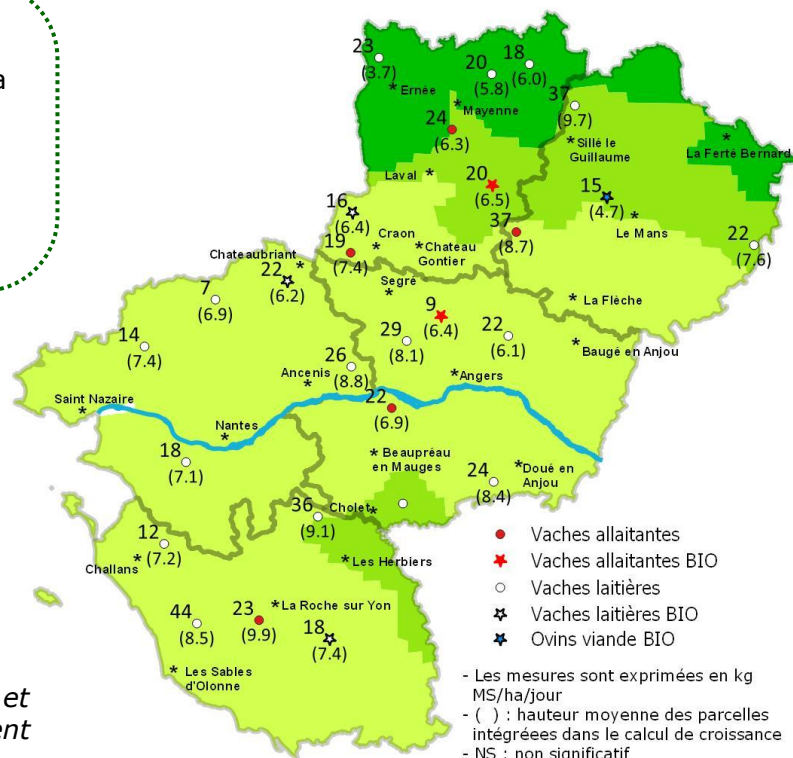 a
23
(3.7)
* Ernée
20
(5.8)
18
(6.0)
* Mayenne
37
(9.7)
24
(6.3)
* Sillé le
Guillaume
*
La Ferté Bernard
Laval *
20
(6.5)
15
(4.7)
*
Le Mans
16
(6.4)
Craon
*
* Chateau
Gontier
37
(8.7)
19
(7.4)
22
(7.6)
Chateaubriant *
22
(6.2)
Segré
*
* La Flèche
7
(6.9)
9
(6.4)
29
(8.1)
22
(6.1)
* Baugé en Anjou
14
(7.4)
26
(8.8)
Ancenis
*
* Angers
Saint Nazaire
*
22
(6.9)
Nantes
*
18
(7.1)
* Beaupréau
en Mauges
24
(8.4)
* Doué en
Anjou
36
(9.1)
Cholet *
12
(7.2)
Challans *
* Les Herbiers
44
(8.5)
23
(9.9)
* La Roche sur Yon
18
(7.4)
* Les Sables
d'Olonne
Vaches allaitantes
Vaches allaitantes BIO
Vaches laitières
Vaches laitières BIO
Ovins viande BIO
- Les mesures sont exprimées en kg
MS/ha/jour
- ( ) : hauteur moyenne des parcelles
intégréees dans le calcul de croissance
- NS : non significatif
et
ent